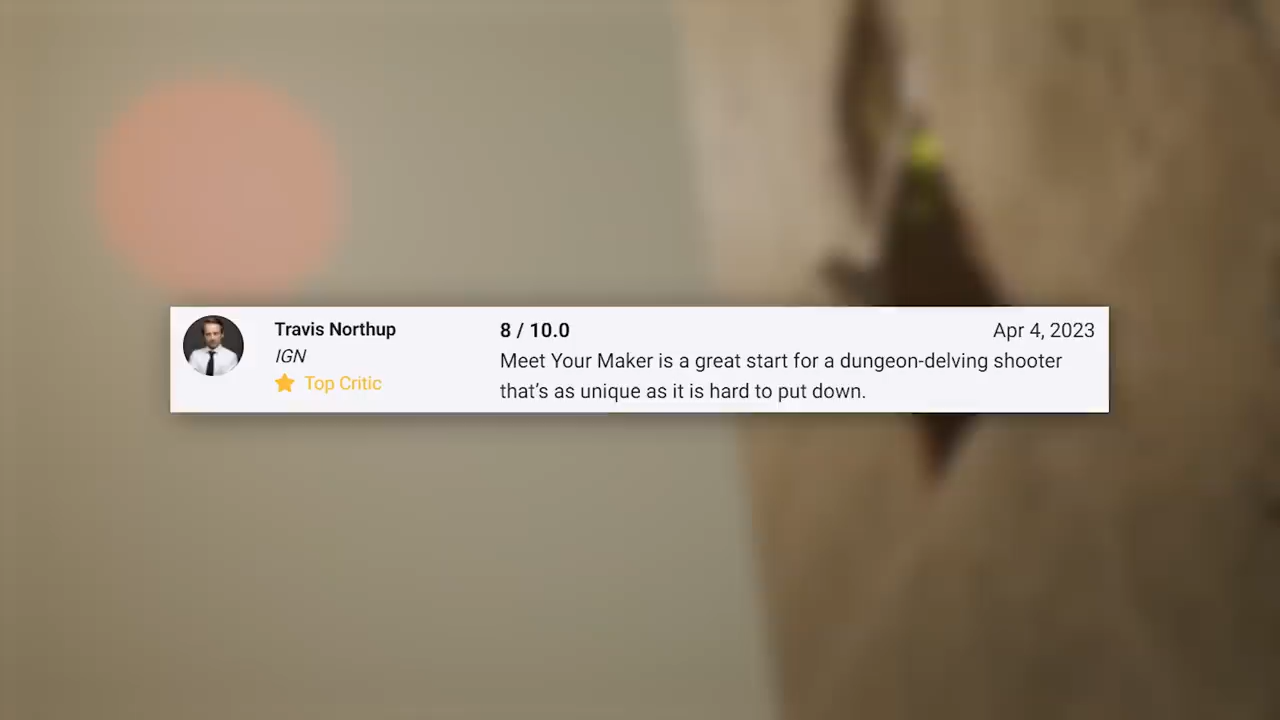 Travis Northup
IGN
Top Critic
8 / 10.0
Apr 4, 2023
Meet Your Maker is a great start for a dungeon-delving shooter
that’s as unique as it is hard to put down.